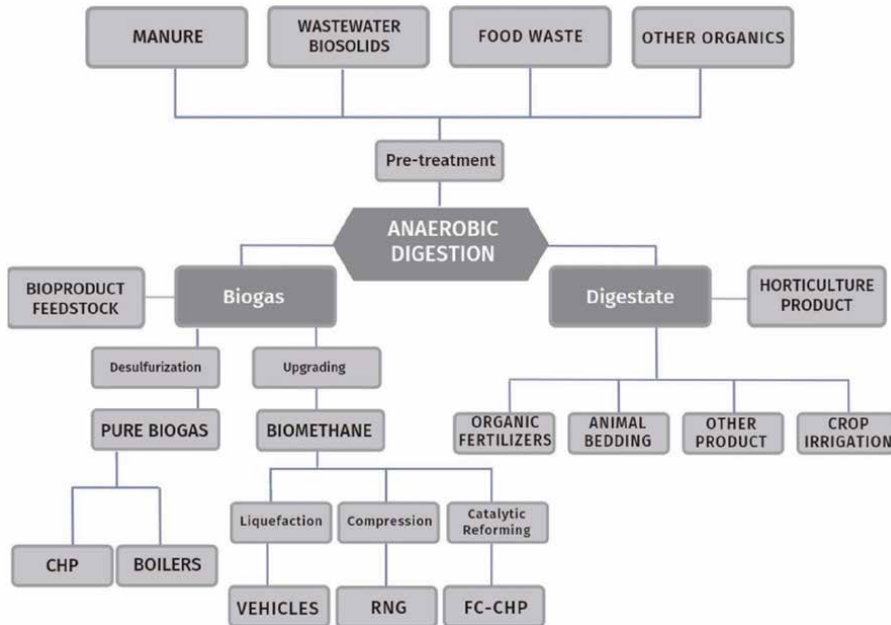 MANURE
WASTEWATER
BIOSOLIDS
FOOD WASTE
OTHER ORGANICS
Pre-treatment
ANAEROBIC
DIGESTION
BIOPRODUCT
FEEDSTOCK
Biogas
Digestate
HORTICULTURE
PRODUCT
Desulfurization
Upgrading
PURE BIOGAS
BIOMETHANE
ORGANIC
FERTILIZERS
ANIMAL
BEDDING
OTHER
PRODUCT
CROP
IRRIGATION
Liquefaction
Compression
Catalytic
Reforming
CHP
BOILERS
VEHICLES
RNG
FC-CHP